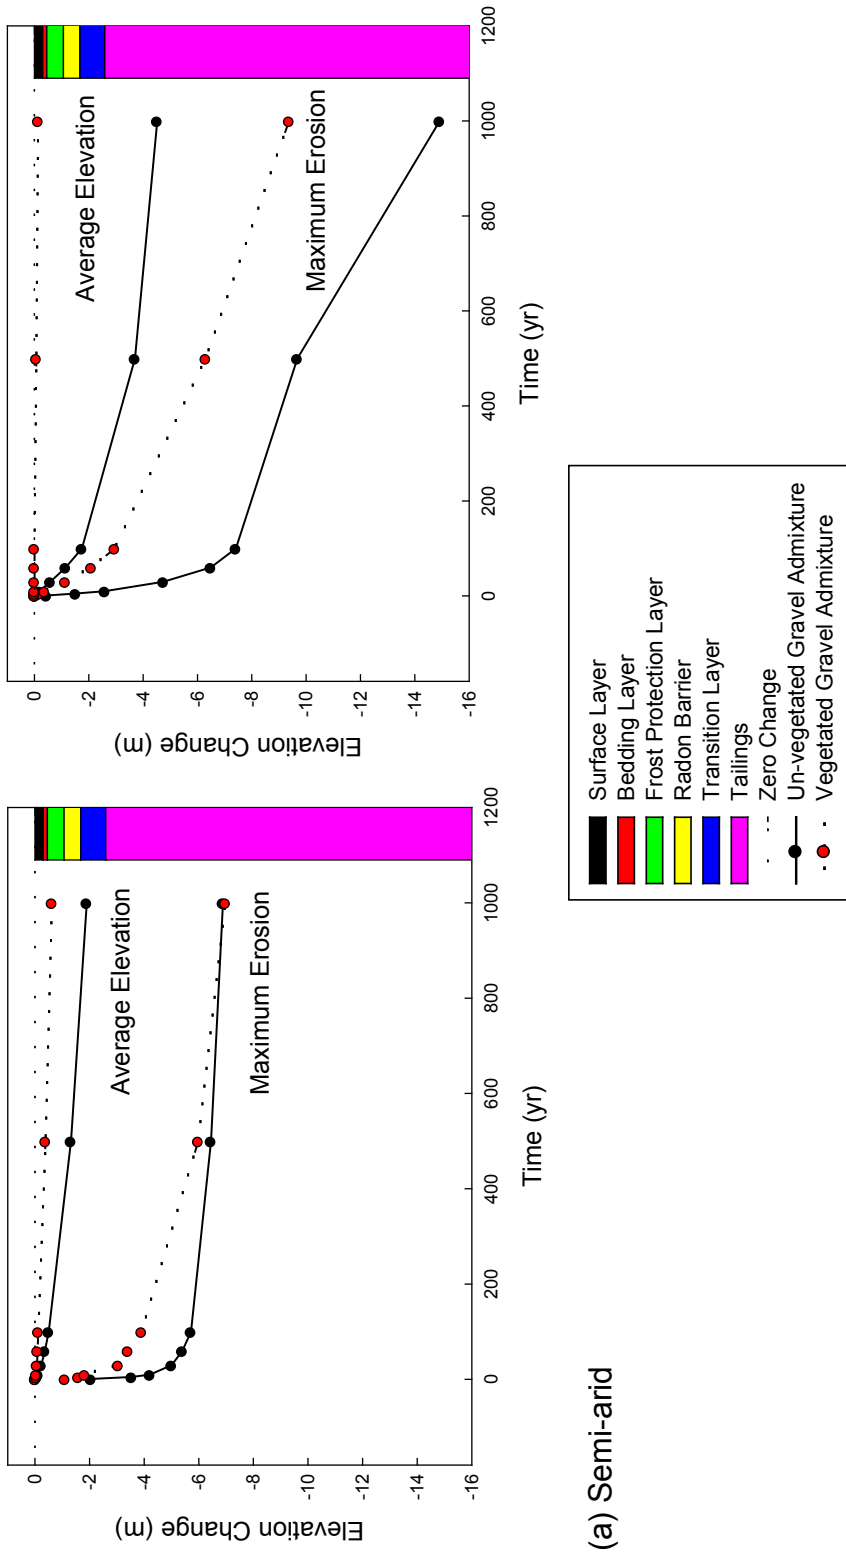 0
-2
-4
-6
-8
-10
-12
-14
-16
Elevation Change (m)
0
200
400
600
800
1000
1200
Time (yr)
Average Elevation
Maximum Erosion
0
-2
-4
-6
-8
-10
-12
-14
-16
Elevation Change (m)
0
200
400
600
800
1000
1200
Time (yr)
Average Elevation
Maximum Erosion
(a) Semi-arid
Surface Layer
Bedding Layer
Frost Protection Layer
Radon Barrier
Transition Layer
Tailings
Zero Change
Un-vegetated Gravel Admixture
Vegetated Gravel Admixture